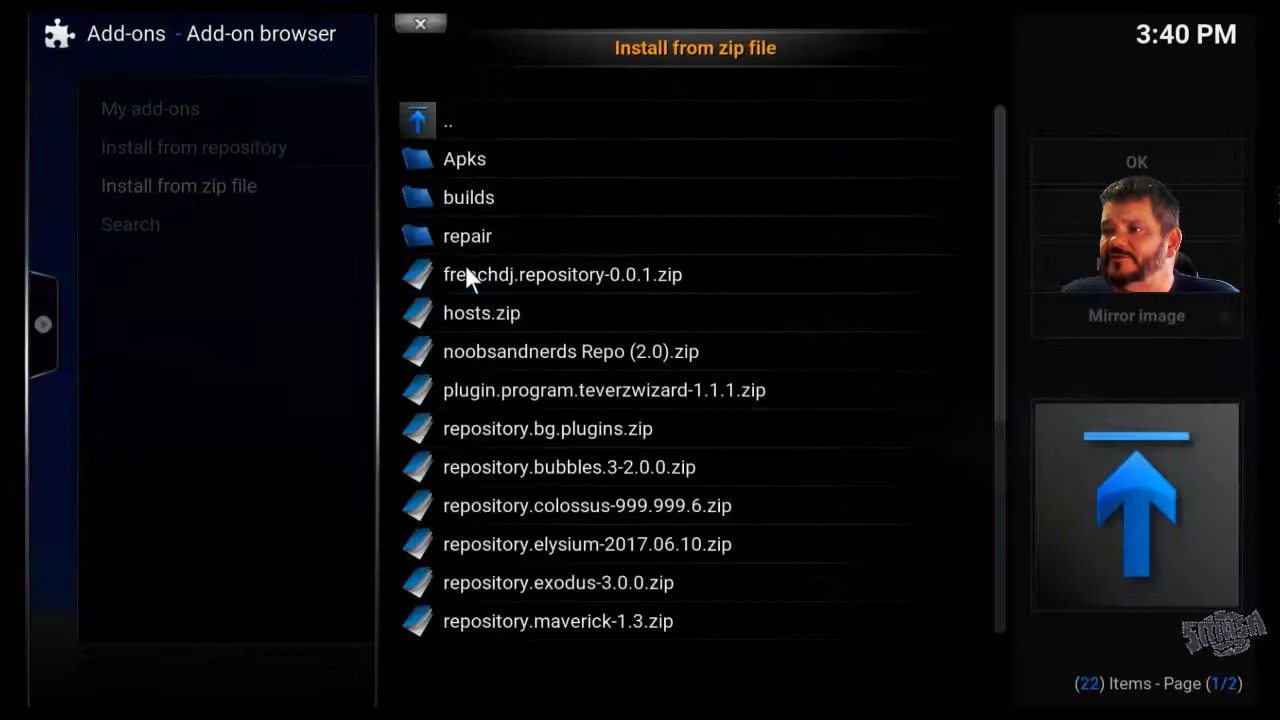 Add-ons - Add-on browser
Install from zip file
3:40 PM
My add-ons
Install from repository
Install from zip file
Search
..
Apks
builds
repair
frenchdj.repository-0.0.1.zip
hosts.zip
noobsandnerds Repo (2.0).zip
plugin.program.teverzwizard-1.1.1.zip
repository.bg.plugins.zip
repository.bubbles.3-2.0.0.zip
repository.colossus-999.999.6.zip
repository.elysium-2017.06.10.zip
repository.exodus-3.0.0.zip
repository.maverick-1.3.zip
OK
Mirror image
SMASH
(22) Items - Page (1/2)